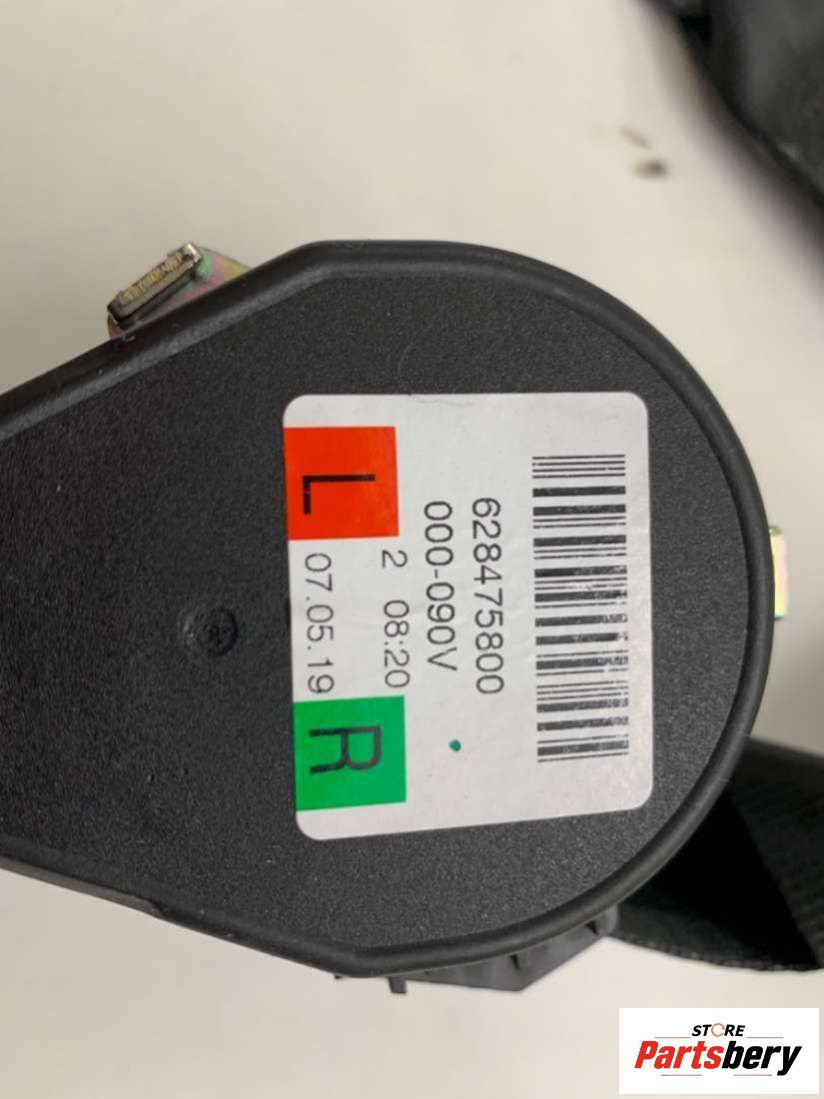 628475800
000-090V
2 08:20
L 07.05.19 R
STORE
Partsbery